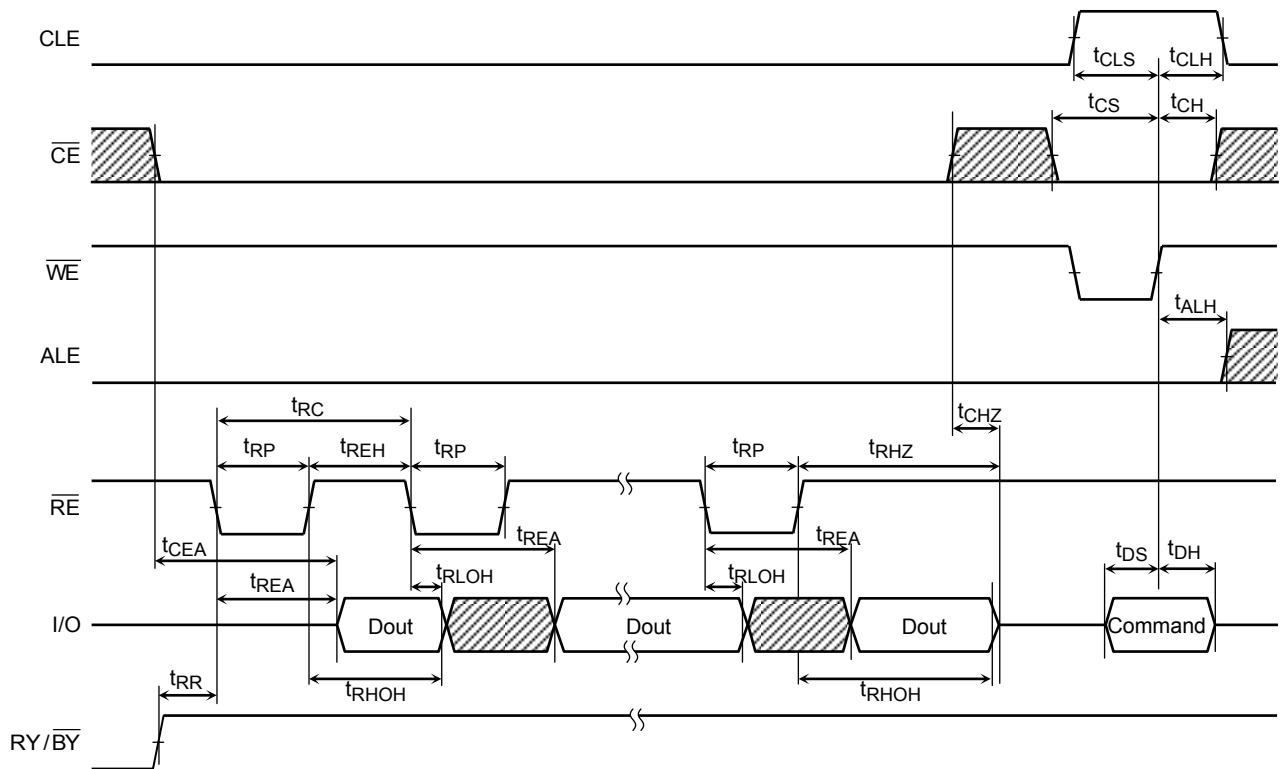 CLE
tCLS tCLH
tCS tCH
CE
WE
tALH
ALE
tRC
tCHZ
tRP tREH tRP tRP tRHZ
RE
tCEA tREA tREA
tDS tDH
tREA tRLOH tRLOH
I/O Dout Dout Dout Command
tRR tRHOH tRHOH
RY/BY